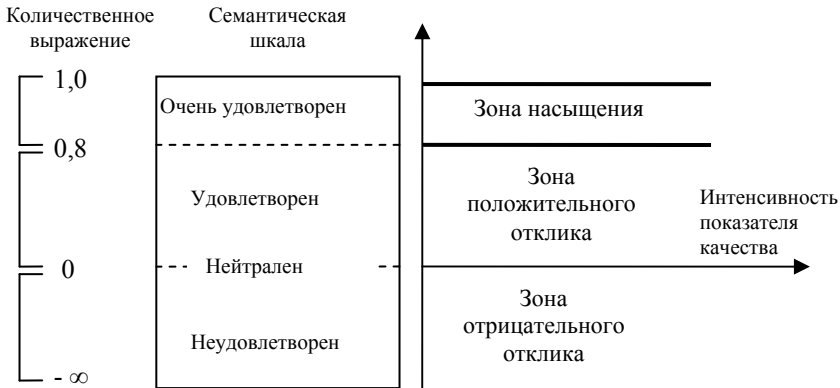 Количественное
выражение
Семантическая
шкала
1,0
Очень удовлетворен
Зона насыщения
0,8
Удовлетворен
Зона
положительного
отклика
Интенсивность
показателя
качества
0
Нейтрален
Неудовлетворен
Зона
отрицательного
отклика
- ∞